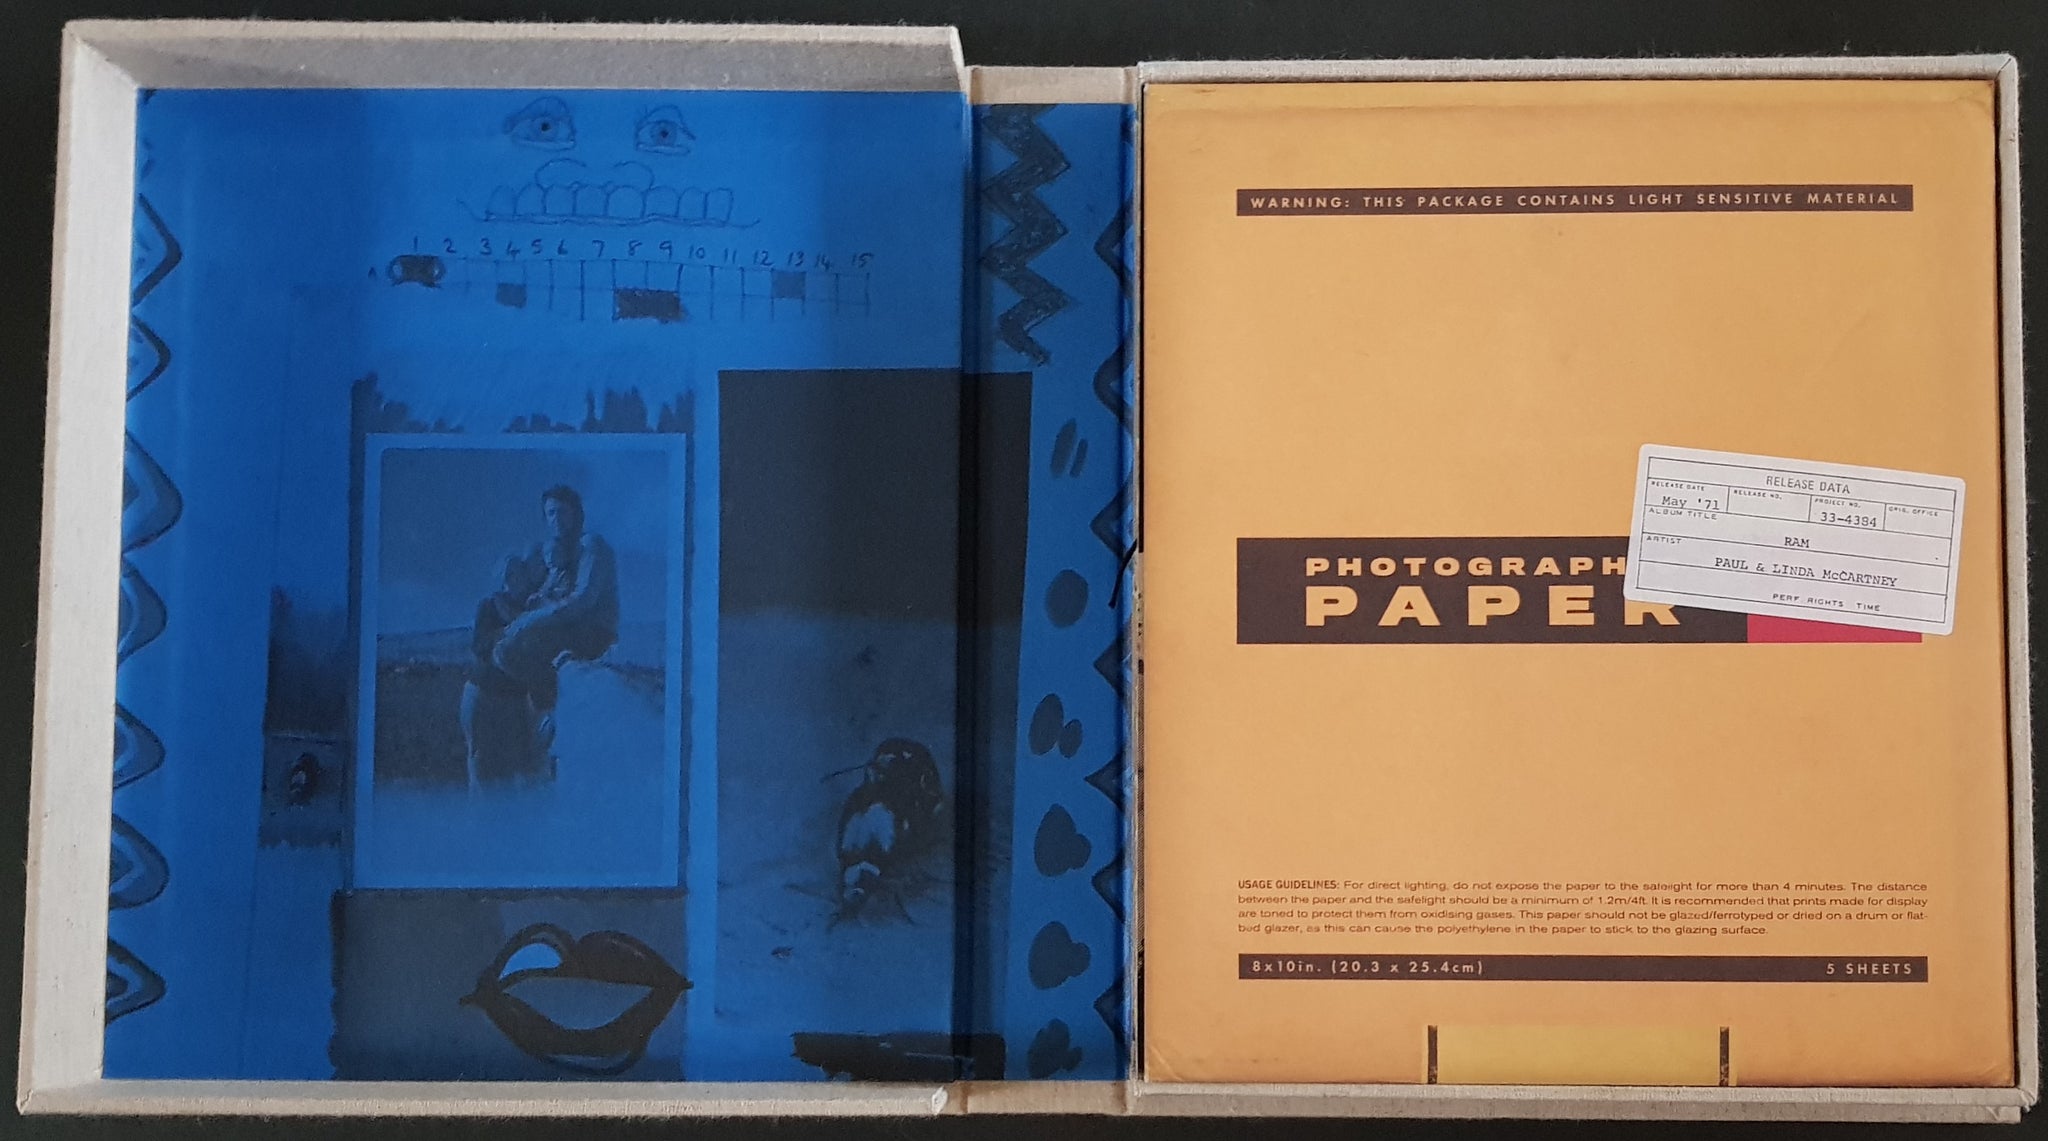 1 2 3 4 5 6 7 8 9 10 11 12 13 14 15
WARNING: THIS PACKAGE CONTAINS LIGHT SENSITIVE MATERIAL
RELEASE DATA
RELEASE DATE RELEASE NO. PROJECT NO. ORIG. OFFICE
May '71 33-4384
ALBUM TITLE
RAM
ARTIST
PAUL & LINDA McCARTNEY
PERF RIGHTS TIME
PHOTOGRAPH
PAPER
USAGE GUIDELINES: For direct lighting, do not expose the paper to the safelight for more than 4 minutes. The distance
between the paper and the safelight should be a minimum of 1.2m/4ft. It is recommended that prints made for display
are toned to protect them from oxidising gases. This paper should not be glazed/ferrotyped or dried on a drum or flat-
bed glazer, as this can cause the polyethylene in the paper to stick to the glazing surface.
8x10in. (20.3 x 25.4cm) 5 SHEETS